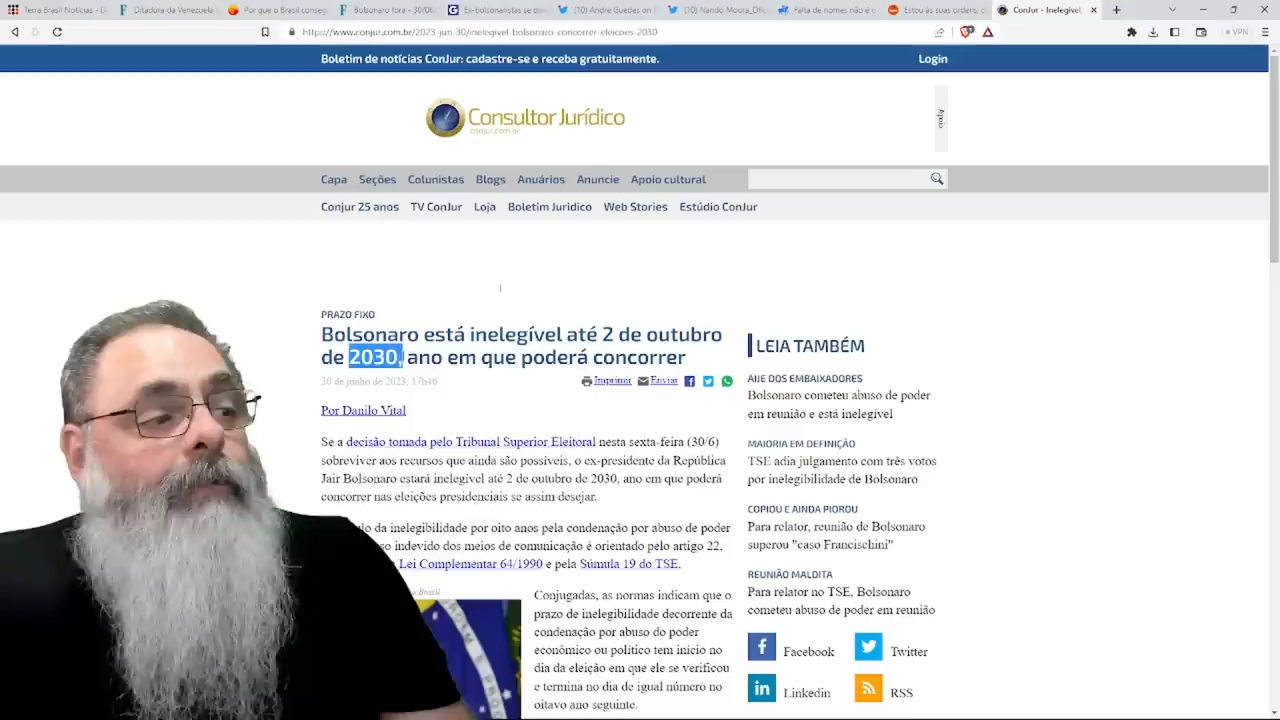 Terra Brasil Notícias - D
Ditadora da Venezuela
Por que o Brasil conseg
Bolsonaro fora - 30/06
Ex-Bolsonaristas se de
(10) André Guedes on
(10) Nando Moura_Ofic
Falta de nomes não é o
Estou às suas ordens, c
ConJur - Inelegível
https://www.conjur.com.br/2023-jun-30/inelegivel-bolsonaro-concorrer-eleicoes-2030
VPN
Boletim de notícias ConJur: cadastre-se e receba gratuitamente.
Login
Consultor Jurídico
conjur.com.br
Apoio
Capa Seções Colunistas Blogs Anuários Anuncie Apoio cultural
Conjur 25 anos TV ConJur Loja Boletim Juridico Web Stories Estúdio ConJur
PRAZO FIXO
Bolsonaro está inelegível até 2 de outubro
de 2030, ano em que poderá concorrer
30 de junho de 2023, 17h46
Imprimir Enviar
Por Danilo Vital
Se a decisão tomada pelo Tribunal Superior Eleitoral nesta sexta-feira (30/6)
sobreviver aos recursos que ainda são possíveis, o ex-presidente da República
Jair Bolsonaro estará inelegível até 2 de outubro de 2030, ano em que poderá
concorrer nas eleições presidenciais se assim desejar.
da inelegibilidade por oito anos pela condenação por abuso de poder
indevido dos meios de comunicação é orientado pelo artigo 22,
Lei Complementar 64/1990 e pela Súmula 19 do TSE.
Brasil
Conjugadas, as normas indicam que o
prazo de inelegibilidade decorrente da
condenação por abuso do poder
econômico ou político tem início no
dia da eleição em que ele se verificou
e termina no dia de igual número no
oitavo ano seguinte.
LEIA TAMBÉM
AIJE DOS EMBAIXADORES
Bolsonaro cometeu abuso de poder
em reunião e está inelegível
MAIORIA EM DEFINIÇÃO
TSE adia julgamento com três votos
por inelegibilidade de Bolsonaro
COPIOU E AINDA PIOROU
Para relator, reunião de Bolsonaro
superou "caso Francischini"
REUNIÃO MALDITA
Para relator no TSE, Bolsonaro
cometeu abuso de poder em reunião
Facebook Twitter
Linkedin RSS